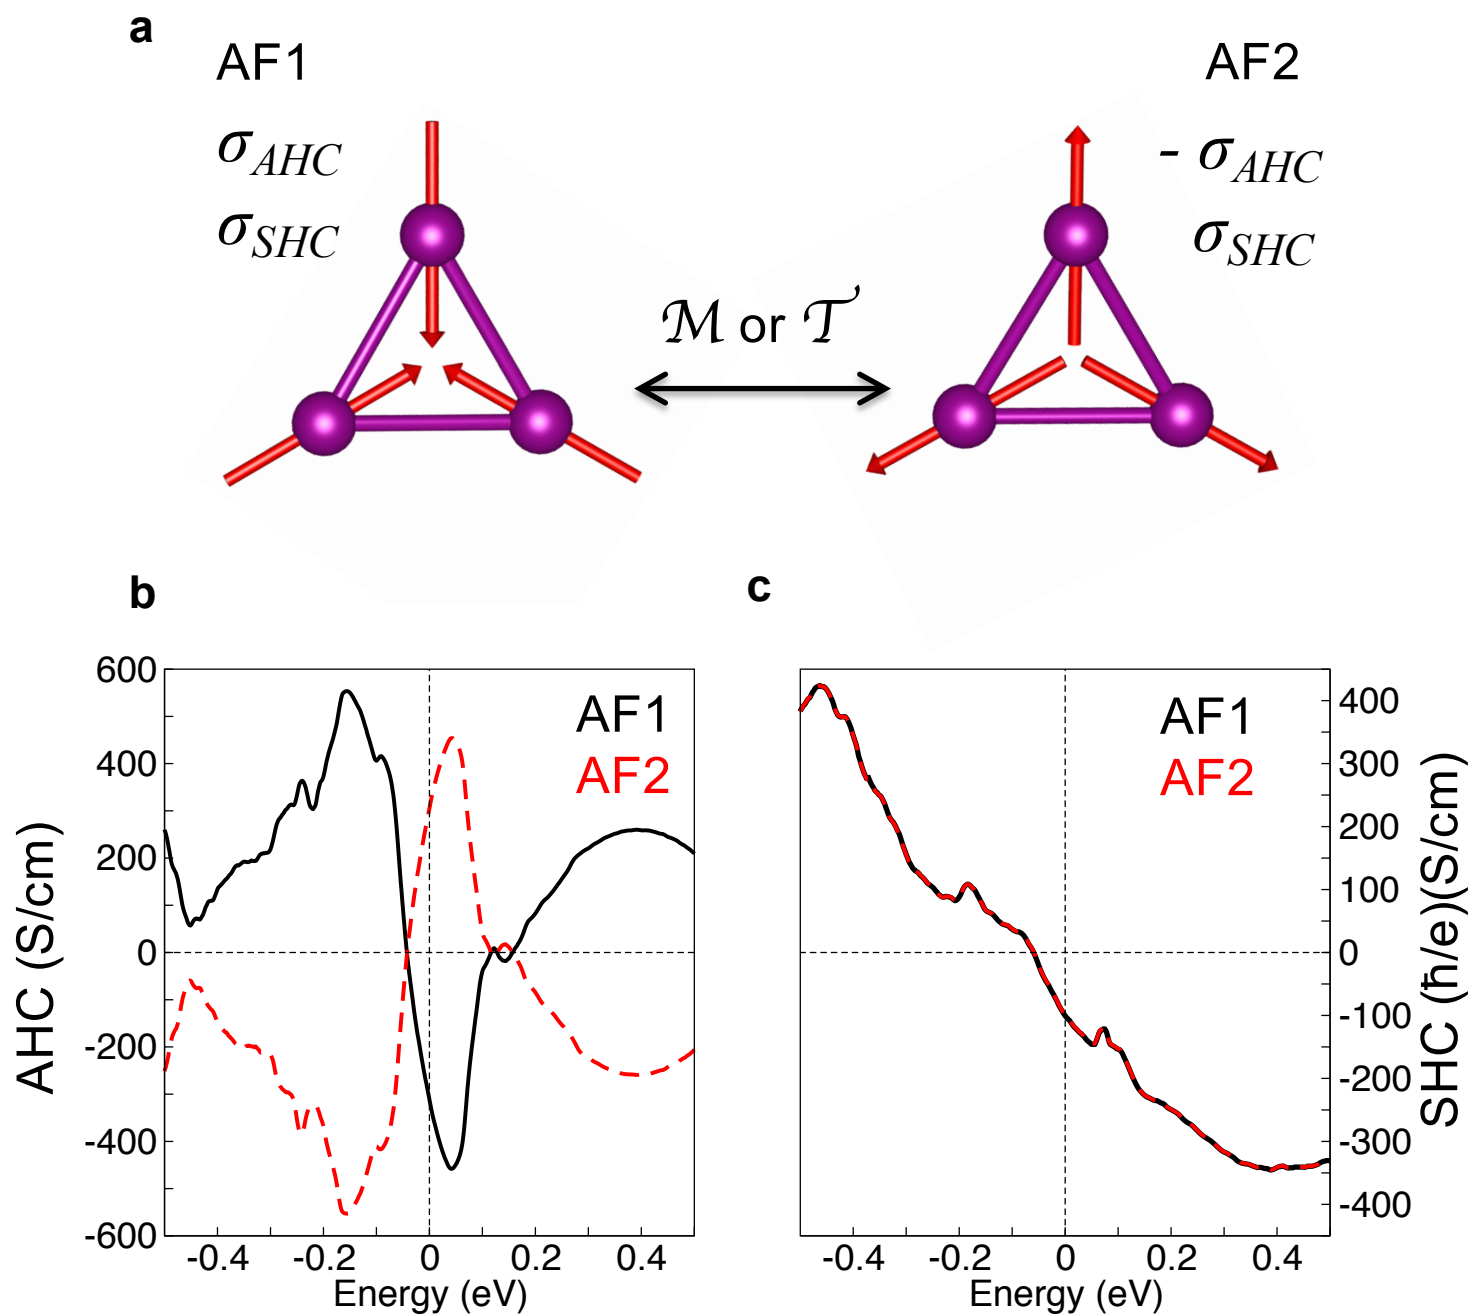 a
AF1
AF2
σAHC
- σAHC
σSHC
σSHC
ℳ or 𝒯
b
c
600
400
200
0
-200
-400
-600
AHC (S/cm)
AF1
AF2
-0.4
-0.2
0
0.2
0.4
Energy (eV)
AF1
AF2
400
300
200
100
0
-100
-200
-300
-400
SHC (ħ/e)(S/cm)
-0.4
-0.2
0
0.2
0.4
Energy (eV)